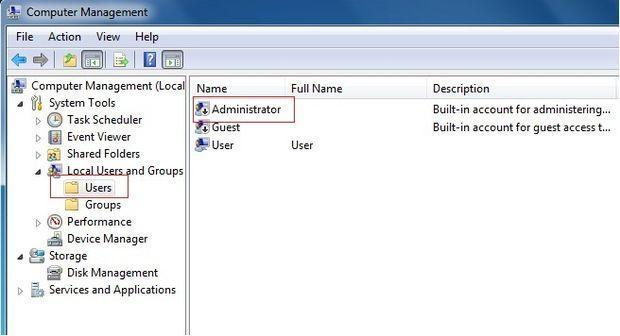 Computer Management
File Action View Help
Computer Management (Local
System Tools
Task Scheduler
Event Viewer
Shared Folders
Local Users and Groups
Users
Groups
Performance
Device Manager
Storage
Disk Management
Services and Applications
Name Full Name Description
Administrator Built-in account for administering...
Guest Built-in account for guest access t...
User User